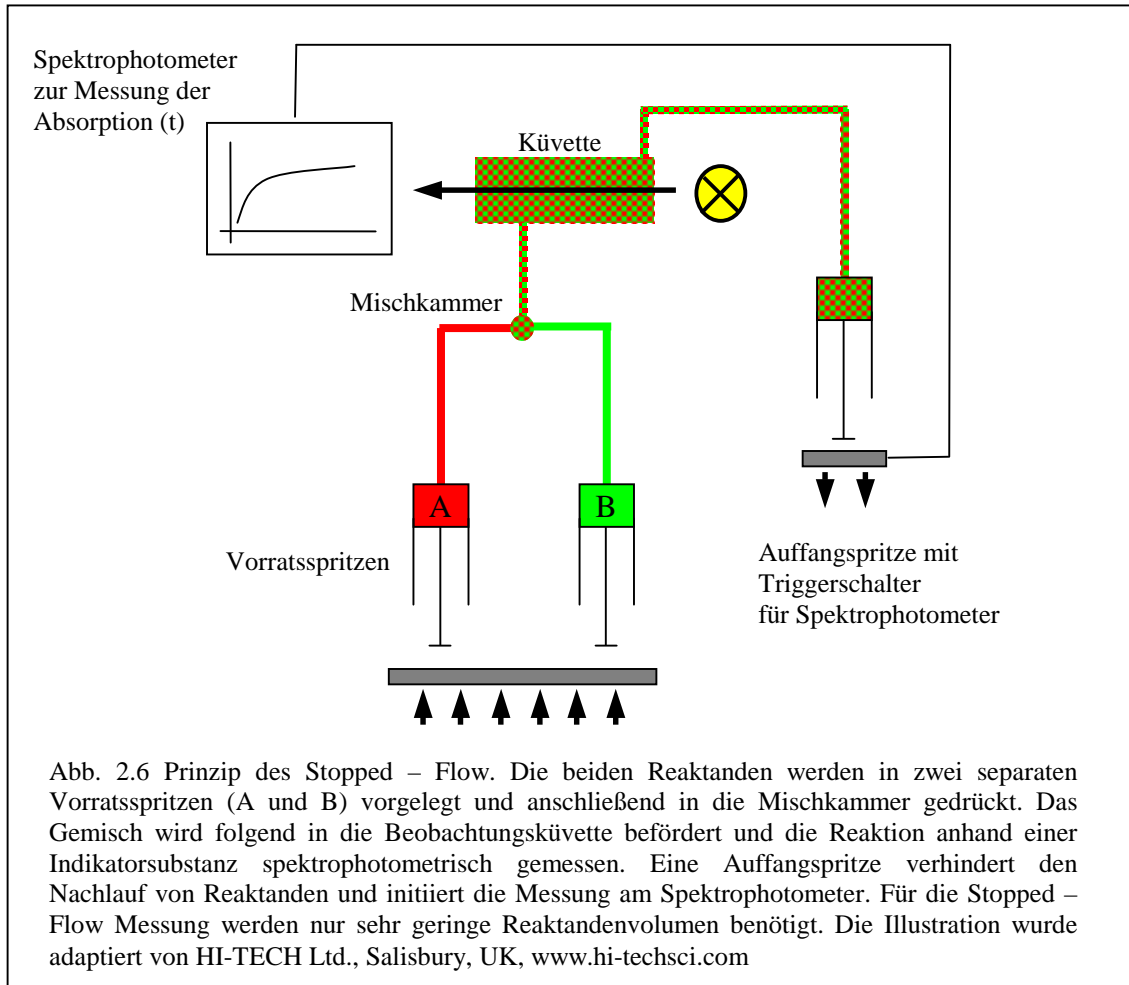 Spektrophotometer
zur Messung der
Absorption (t)
Küvette
Mischkammer
A
B
Vorratsspritzen
Auffangspritze mit
Triggerschalter
für Spektrophotometer
Abb. 2.6 Prinzip des Stopped – Flow. Die beiden Reaktanden werden in zwei separaten
Vorratsspritzen (A und B) vorgelegt und anschließend in die Mischkammer gedrückt. Das
Gemisch wird folgend in die Beobachtungsküvette befördert und die Reaktion anhand einer
Indikatorsubstanz spektrophotometrisch gemessen. Eine Auffangspritze verhindert den
Nachlauf von Reaktanden und initiiert die Messung am Spektrophotometer. Für die Stopped –
Flow Messung werden nur sehr geringe Reaktandenvolumen benötigt. Die Illustration wurde
adaptiert von HI-TECH Ltd., Salisbury, UK, www.hi-techsci.com